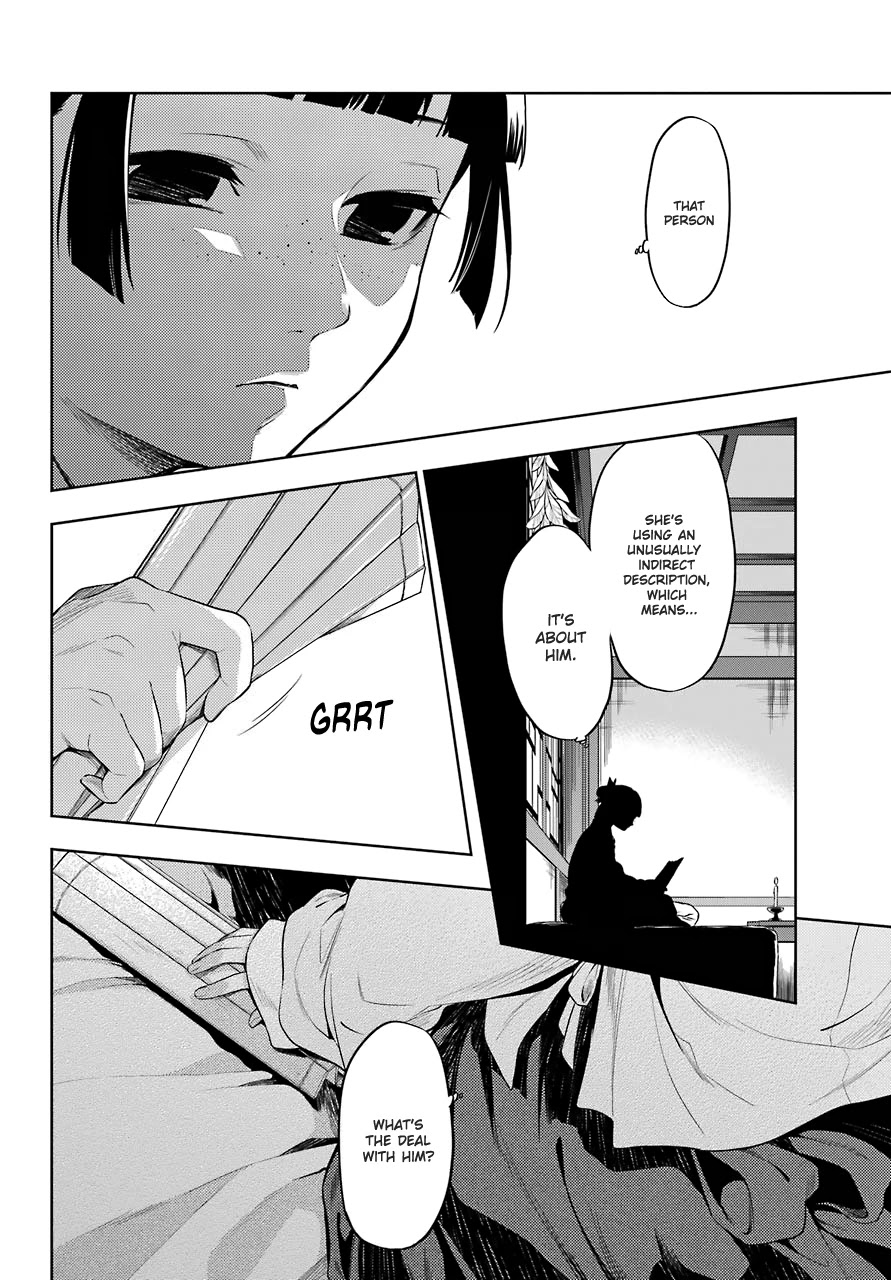 THAT
PERSON
SHE'S
USING AN
UNUSUALLY
INDIRECT
DESCRIPTION,
WHICH
MEANS...
IT'S
ABOUT
HIM.
GRRT
WHAT'S
THE DEAL
WITH HIM?